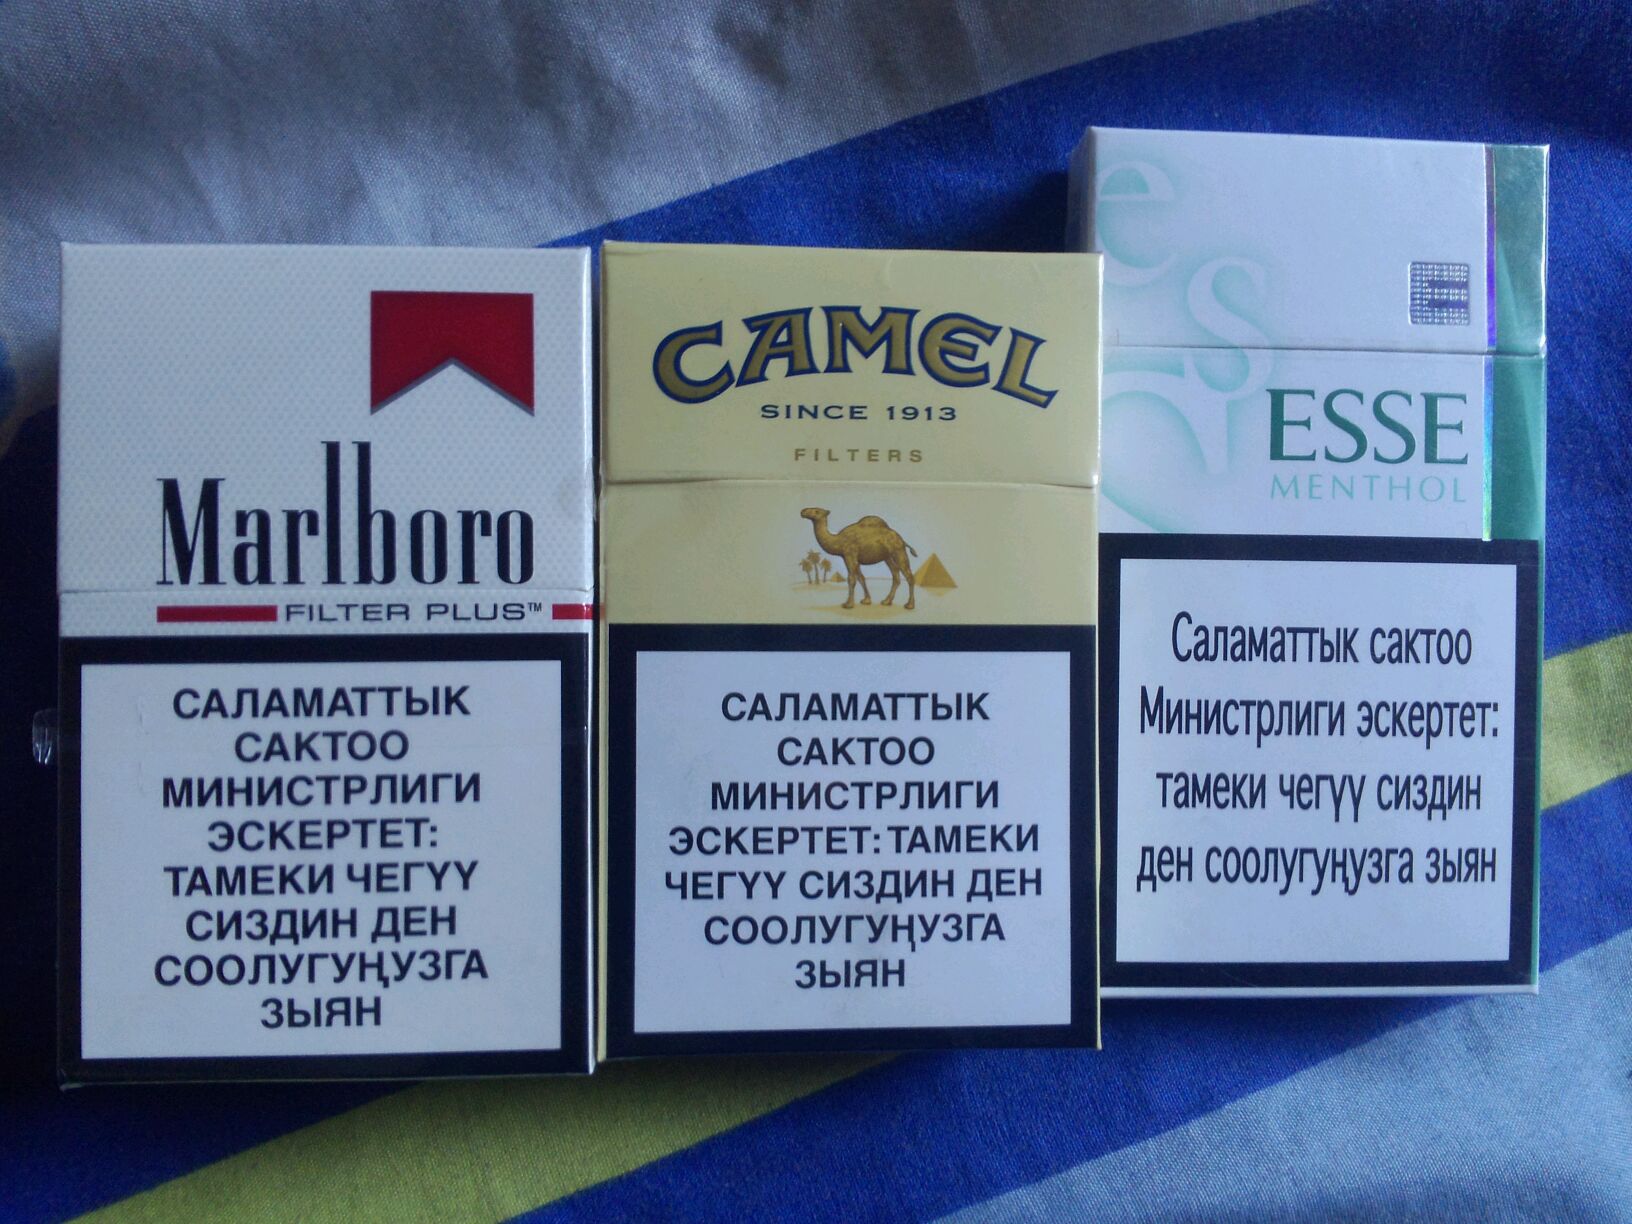 Marlboro
FILTER PLUS™
САЛАМАТТЫК
САКТОО
МИНИСТРЛИГИ
ЭСКЕРТЕТ:
ТАМЕКИ ЧЕГҮҮ
СИЗДИН ДЕН
СООЛУГУҢУЗГА
ЗЫЯН
CAMEL
SINCE 1913
FILTERS
САЛАМАТТЫК
САКТОО
МИНИСТРЛИГИ
ЭСКЕРТЕТ: ТАМЕКИ
ЧЕГҮҮ СИЗДИН ДЕН
СООЛУГУҢУЗГА
ЗЫЯН
es
ESSE
MENTHOL
Саламаттык сактоо
Министрлиги эскертет:
тамеки чегүү сиздин
ден соолугуңузга зыян